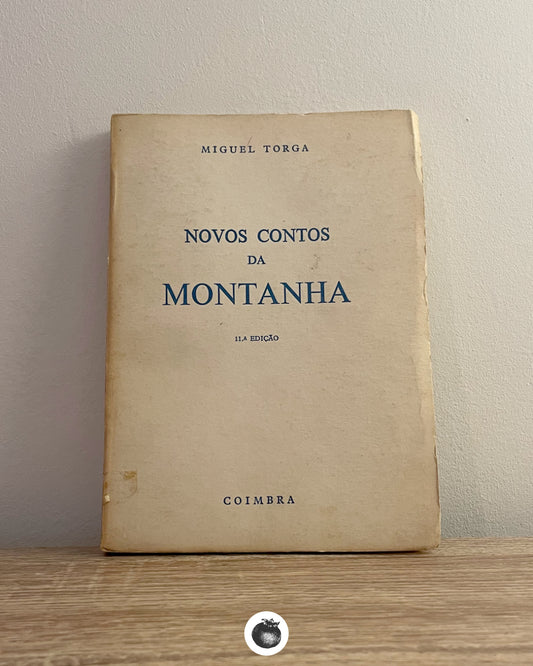 MIGUEL TORGA
NOVOS CONTOS
DA
MONTANHA
11.ª EDIÇÃO
COIMBRA